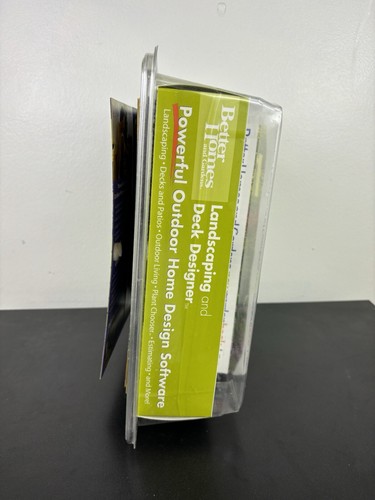 Better
Homes
and Gardens
Landscaping and
Deck Designer™
Powerful Outdoor Home Design Software
Landscaping • Decks and Patios • Outdoor Living • Plant Chooser • Estimating • and More!